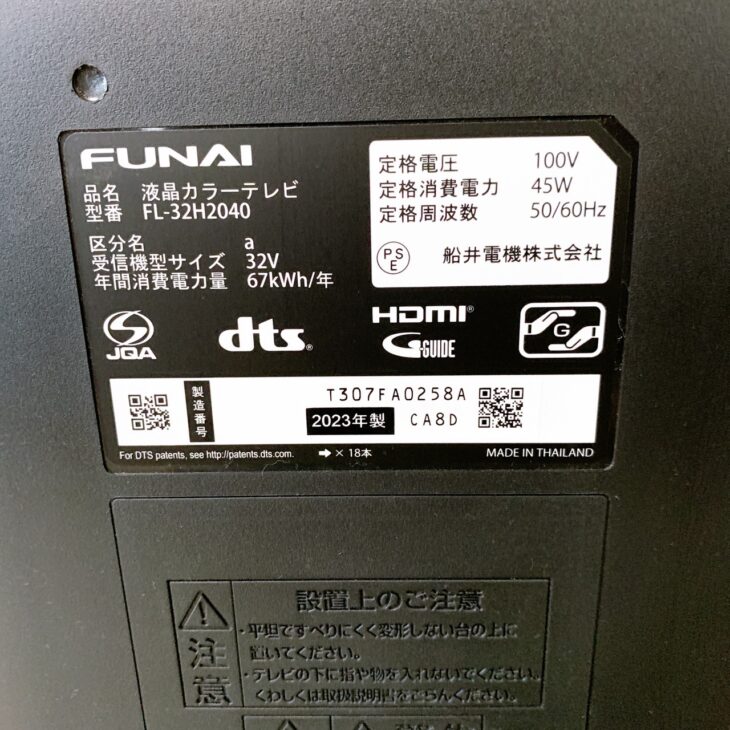 FUNAI
品名 液晶カラーテレビ
型番 FL-32H2040
区分名 a
受信機型サイズ 32V
年間消費電力量 67kWh/年
定格電圧 100V
定格消費電力 45W
定格周波数 50/60Hz
PSE 船井電機株式会社
JQA
dts®
HDMI®
G-GUIDE
G
製造番号
T307FA0258A
2023年製 CA8D
For DTS patents, see http://patents.dts.com.
➡× 18本
MADE IN THAILAND
設置上のご注意
注意
・平坦ですべりにくく変形しない台の上に
置いてください。
・テレビの下に指や物を入れないでください。
くわしくは取扱説明書をごらんください。